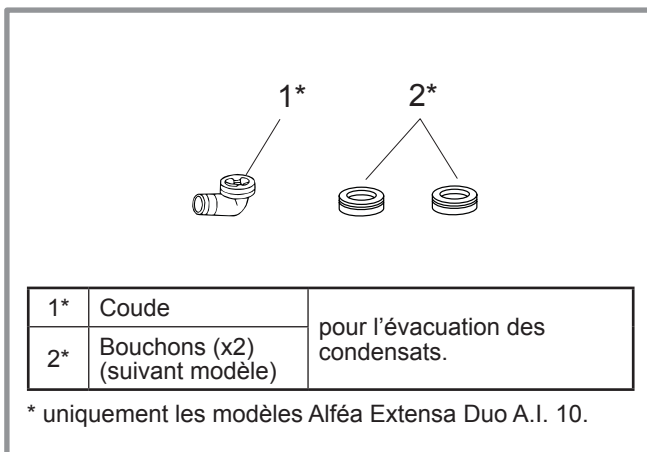 1* 2*
1* Coude
pour l’évacuation des
condensats.
2* Bouchons (x2)
(suivant modèle)
* uniquement les modèles Alféa Extensa Duo A.I. 10.